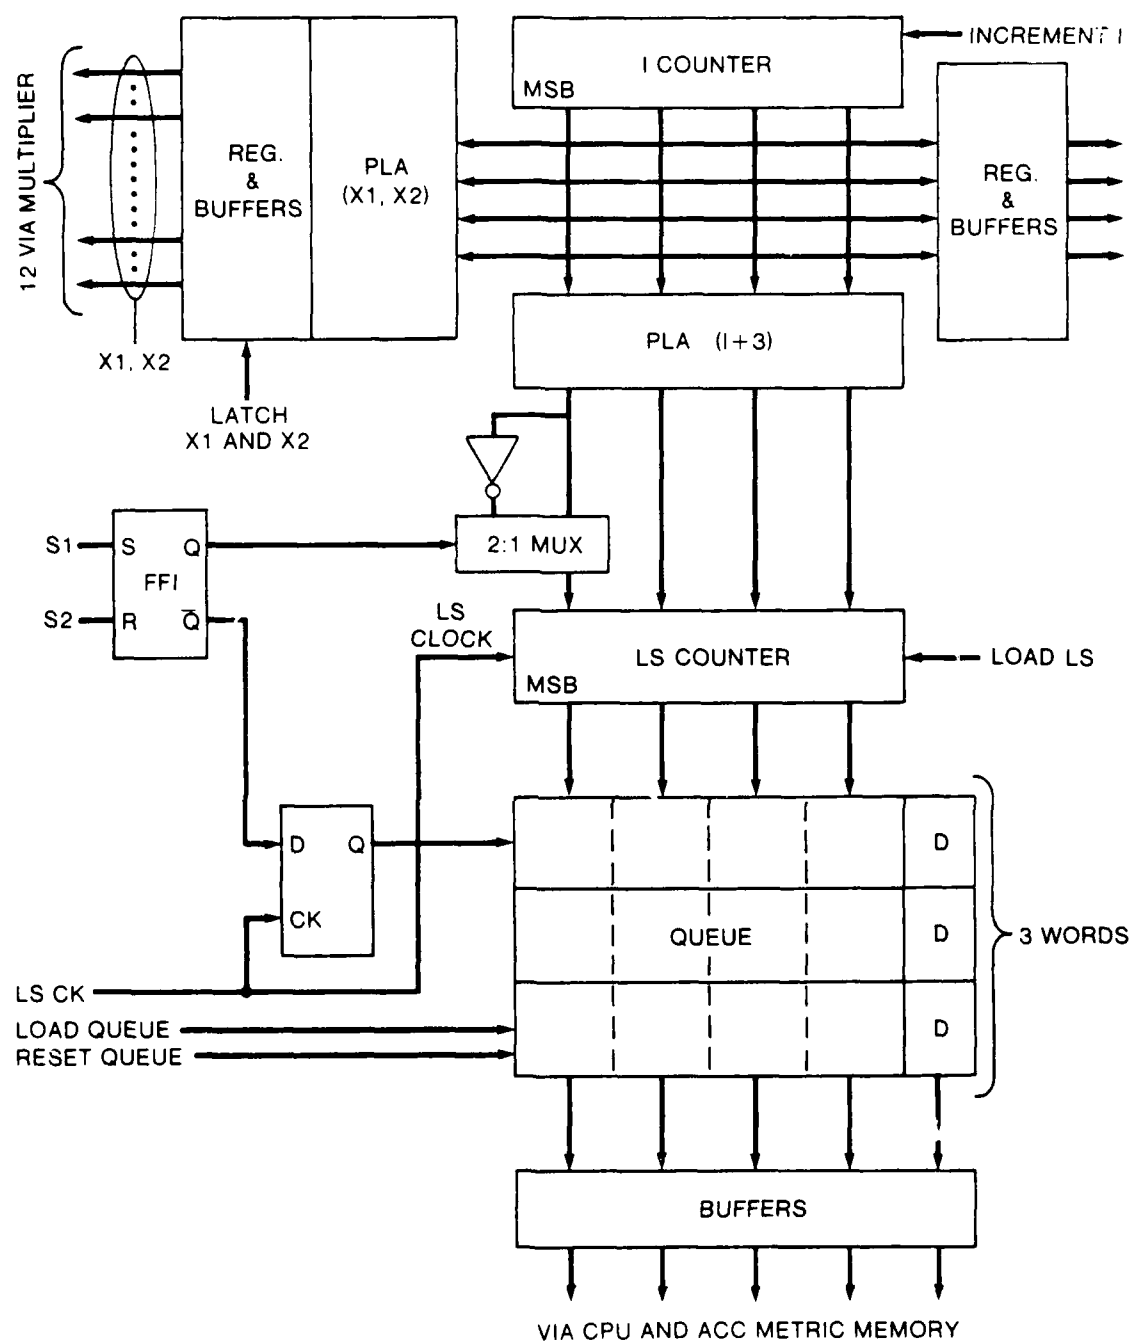 INCREMENT I
I COUNTER
MSB
12 VIA MULTIPLIER
REG.
&
BUFFERS
PLA
(X1, X2)
REG.
&
BUFFERS
X1, X2
LATCH
X1 AND X2
PLA (I+3)
S1
S Q
FFI
S2
R Q̅
2:1 MUX
LS
CLOCK
LS COUNTER
MSB
LOAD LS
D Q
CK
D
QUEUE D
D
3 WORDS
LS CK
LOAD QUEUE
RESET QUEUE
BUFFERS
VIA CPU AND ACC METRIC MEMORY